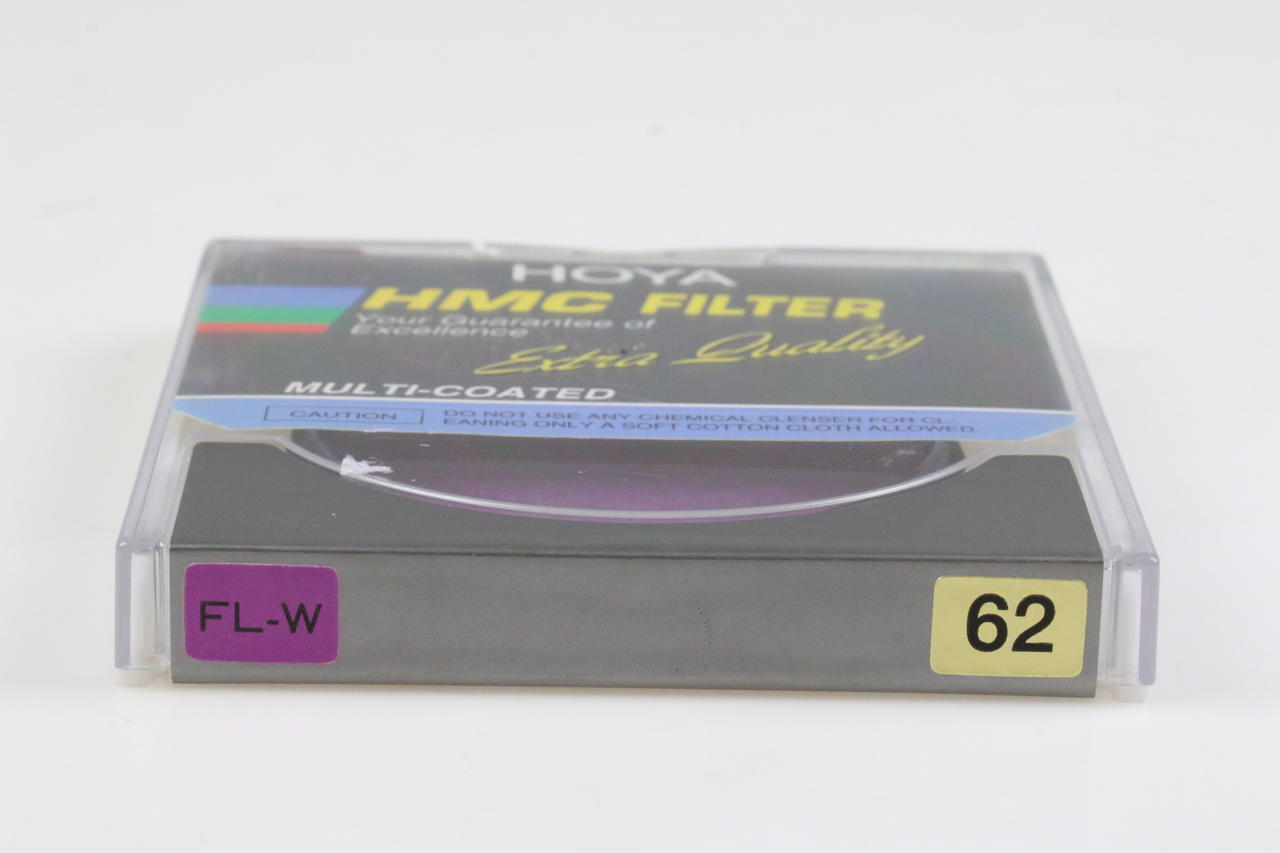 HOYA
HMC FILTER
Your Guarantee of
Excellence
Extra Quality
MULTI-COATED
CAUTION
DO NOT USE ANY CHEMICAL CLENSER FOR CL-
EANING ONLY A SOFT COTTON CLOTH ALLOWED.
FL-W
62